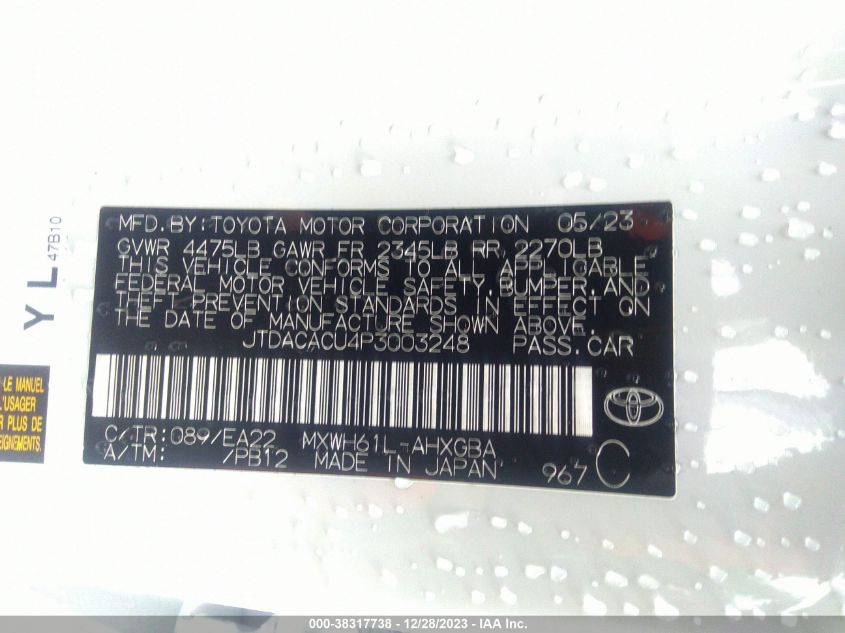 MFD.BY:TOYOTA MOTOR CORPORATION 05/23
GVWR 4475LB GAWR FR 2345LB RR 2270LB
THIS VEHICLE CONFORMS TO ALL APPLICABLE
FEDERAL MOTOR VEHICLE SAFETY,BUMPER,AND
THEFT PREVENTION STANDARDS IN EFFECT ON
THE DATE OF MANUFACTURE SHOWN ABOVE.
JTDACACU4P3003248 PASS.CAR
C/TR:089/EA22 MXWH61L-AHXGBA
A/TM: /PB12 MADE IN JAPAN 967 C
YL
47B10
LE MANUEL
L'USAGER
R PLUS DE
SEIGNEMENTS.
000-38317738 - 12/28/2023 - IAA Inc.